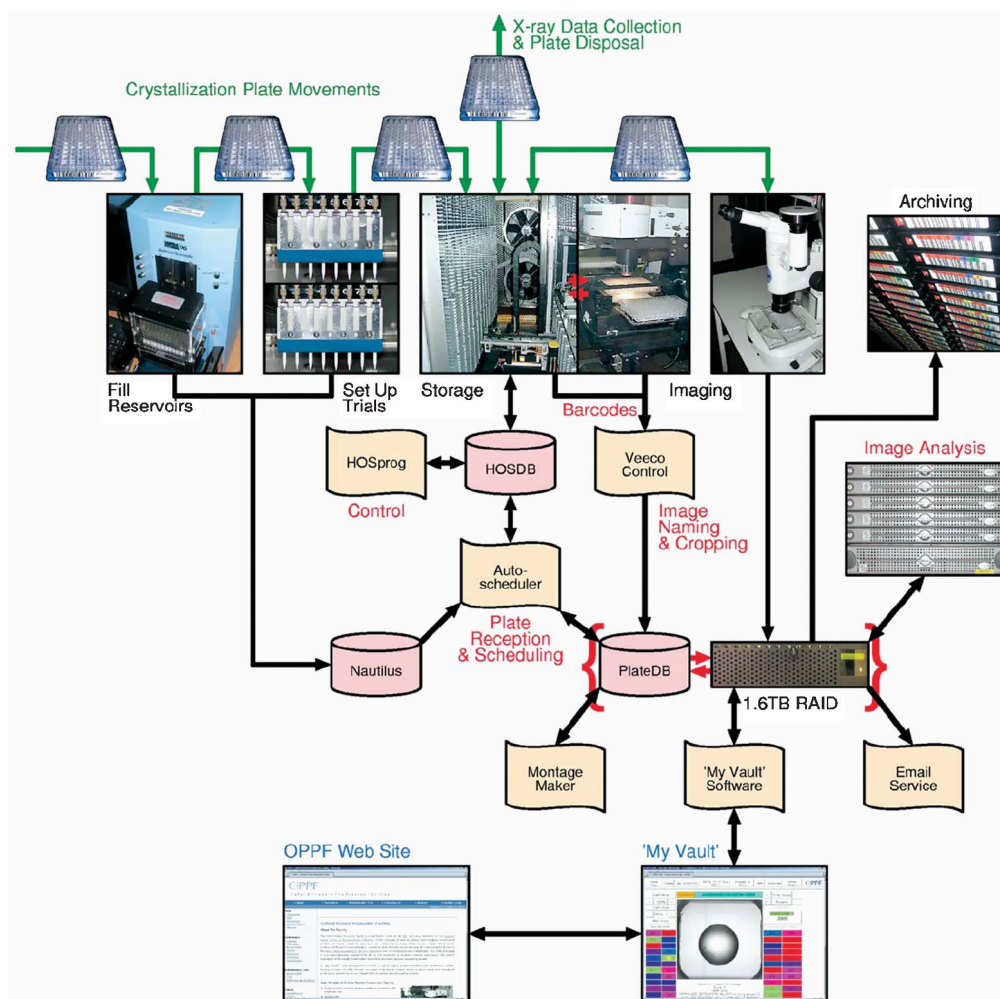 X-ray Data Collection
& Plate Disposal
Crystallization Plate Movements
Archiving
Fill
Reservoirs
Set Up
Trials
Storage
Imaging
Barcodes
Image Analysis
HOSprog
HOSDB
Veeco
Control
Control
Image
Naming
& Cropping
Auto-
scheduler
Plate
Reception
& Scheduling
Nautilus
PlateDB
1.6TB RAID
Montage
Maker
'My Vault'
Software
Email
Service
OPPF Web Site
'My Vault'
OPPF
OPPF